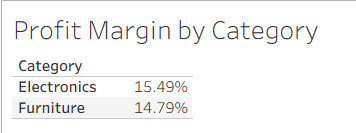 Profit Margin by Category
Category
Electronics 15.49%
Furniture 14.79%